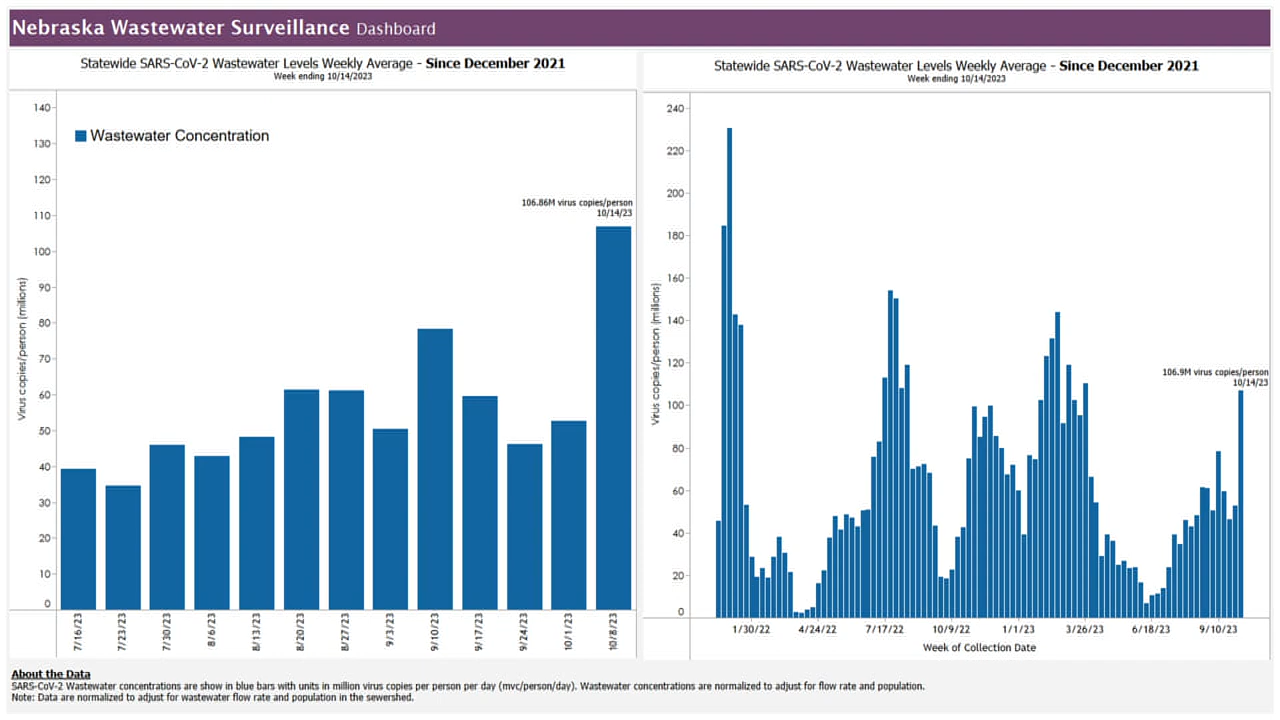 Nebraska Wastewater Surveillance Dashboard
Statewide SARS-CoV-2 Wastewater Levels Weekly Average - Since December 2021
Week ending 10/14/2023
140
130
120
110
100
90
80
70
60
50
40
30
20
10
0
Virus copies/person (millions)
Wastewater Concentration
106.86M virus copies/person
10/14/23
7/16/23
7/23/23
7/30/23
8/6/23
8/13/23
8/20/23
8/27/23
9/3/23
9/10/23
9/17/23
9/24/23
10/1/23
10/8/23
Statewide SARS-CoV-2 Wastewater Levels Weekly Average - Since December 2021
Week ending 10/14/2023
240
220
200
180
160
140
120
100
80
60
40
20
0
Virus copies/person (millions)
106.9M virus copies/person
10/14/23
1/30/22 4/24/22 7/17/22 10/9/22 1/1/23 3/26/23 6/18/23 9/10/23
Week of Collection Date
About the Data
SARS-CoV-2 Wastewater concentrations are show in blue bars with units in million virus copies per person per day (mvc/person/day). Wastewater concentrations are normalized to adjust for flow rate and population.
Note: Data are normalized to adjust for wastewater flow rate and population in the sewershed.